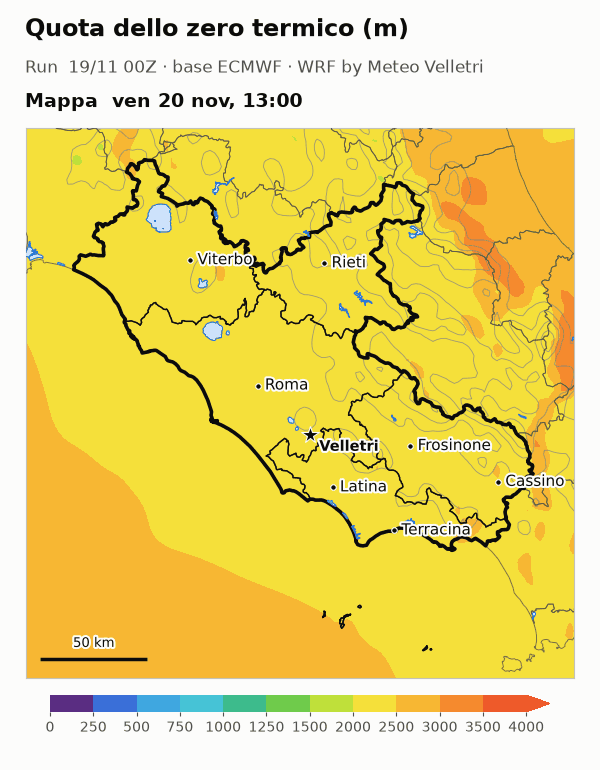 Quota dello zero termico (m)
Run 19/11 00Z · base ECMWF · WRF by Meteo Velletri
Mappa ven 20 nov, 13:00
Viterbo
Rieti
Roma
Velletri
Frosinone
Cassino
Latina
Terracina
50 km
0 250 500 750 1000 1250 1500 2000 2500 3000 3500 4000